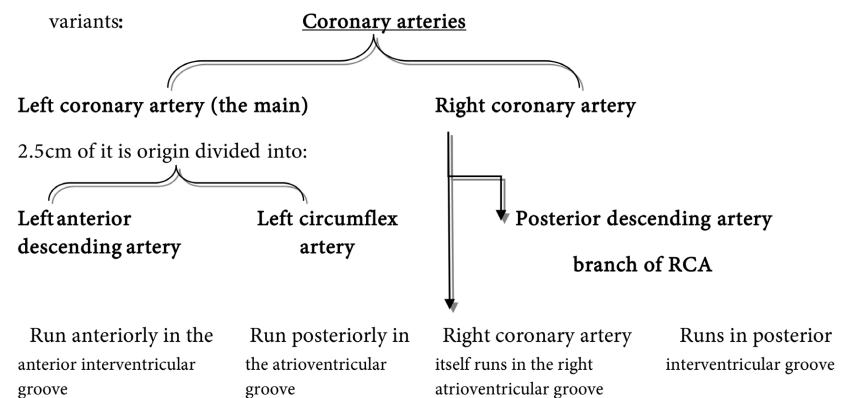 variants:
Coronary arteries
Left coronary artery (the main)
Right coronary artery
2.5cm of it is origin divided into:
Left anterior
descending artery
Left circumflex
artery
Posterior descending artery
branch of RCA
Run anteriorly in the
anterior interventricular
groove
Run posteriorly in
the atrioventricular
groove
Right coronary artery
itself runs in the right
atrioventricular groove
Runs in posterior
interventricular groove